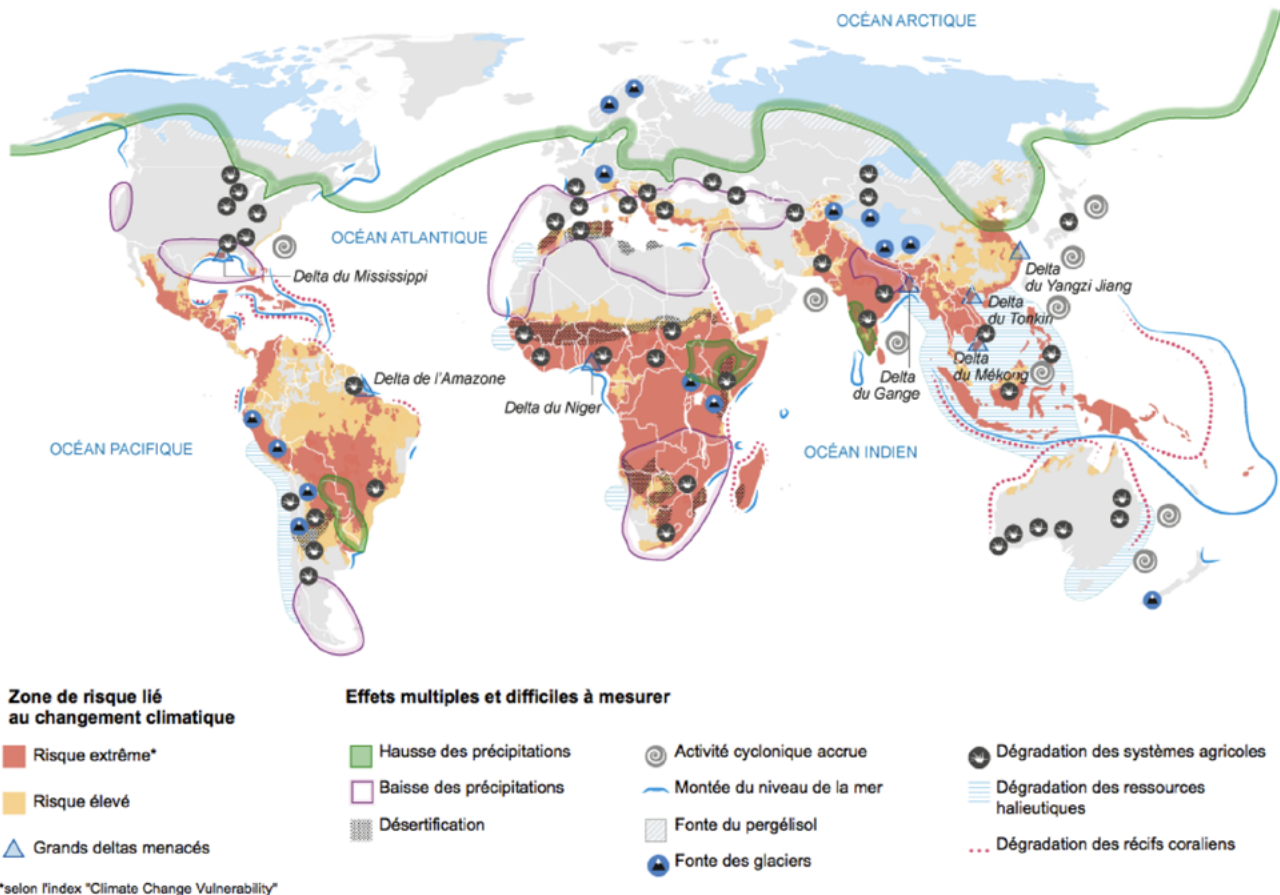 OCÉAN ARCTIQUE
OCÉAN ATLANTIQUE
Delta du Mississippi
Delta
du Yangzi Jiang
Delta
du Tonkin
Delta
du Mékong
Delta de l'Amazone
Delta
du Gange
Delta du Niger
OCÉAN PACIFIQUE
OCÉAN INDIEN
Zone de risque lié
au changement climatique
Risque extrême*
Risque élevé
Grands deltas menacés
*selon l'index "Climate Change Vulnerability"
Effets multiples et difficiles à mesurer
Hausse des précipitations
Baisse des précipitations
Désertification
Activité cyclonique accrue
Montée du niveau de la mer
Fonte du pergélisol
Fonte des glaciers
Dégradation des systèmes agricoles
Dégradation des ressources
halieutiques
Dégradation des récifs coraliens